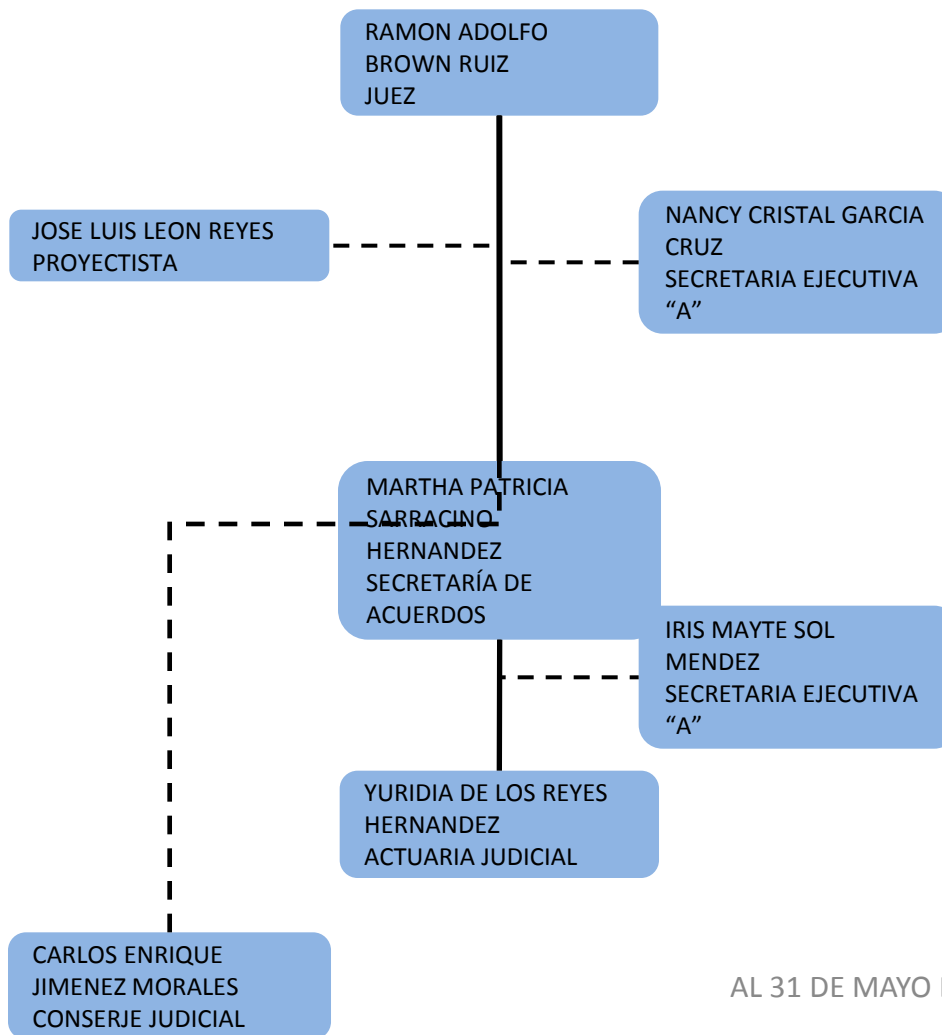 RAMON ADOLFO
BROWN RUIZ
JUEZ
JOSE LUIS LEON REYES
PROYECTISTA
NANCY CRISTAL GARCIA
CRUZ
SECRETARIA EJECUTIVA
“A”
MARTHA PATRICIA
SARRACINO
HERNANDEZ
SECRETARÍA DE
ACUERDOS
IRIS MAYTE SOL
MENDEZ
SECRETARIA EJECUTIVA
“A”
YURIDIA DE LOS REYES
HERNANDEZ
ACTUARIA JUDICIAL
CARLOS ENRIQUE
JIMENEZ MORALES
CONSERJE JUDICIAL
AL 31 DE MAYO